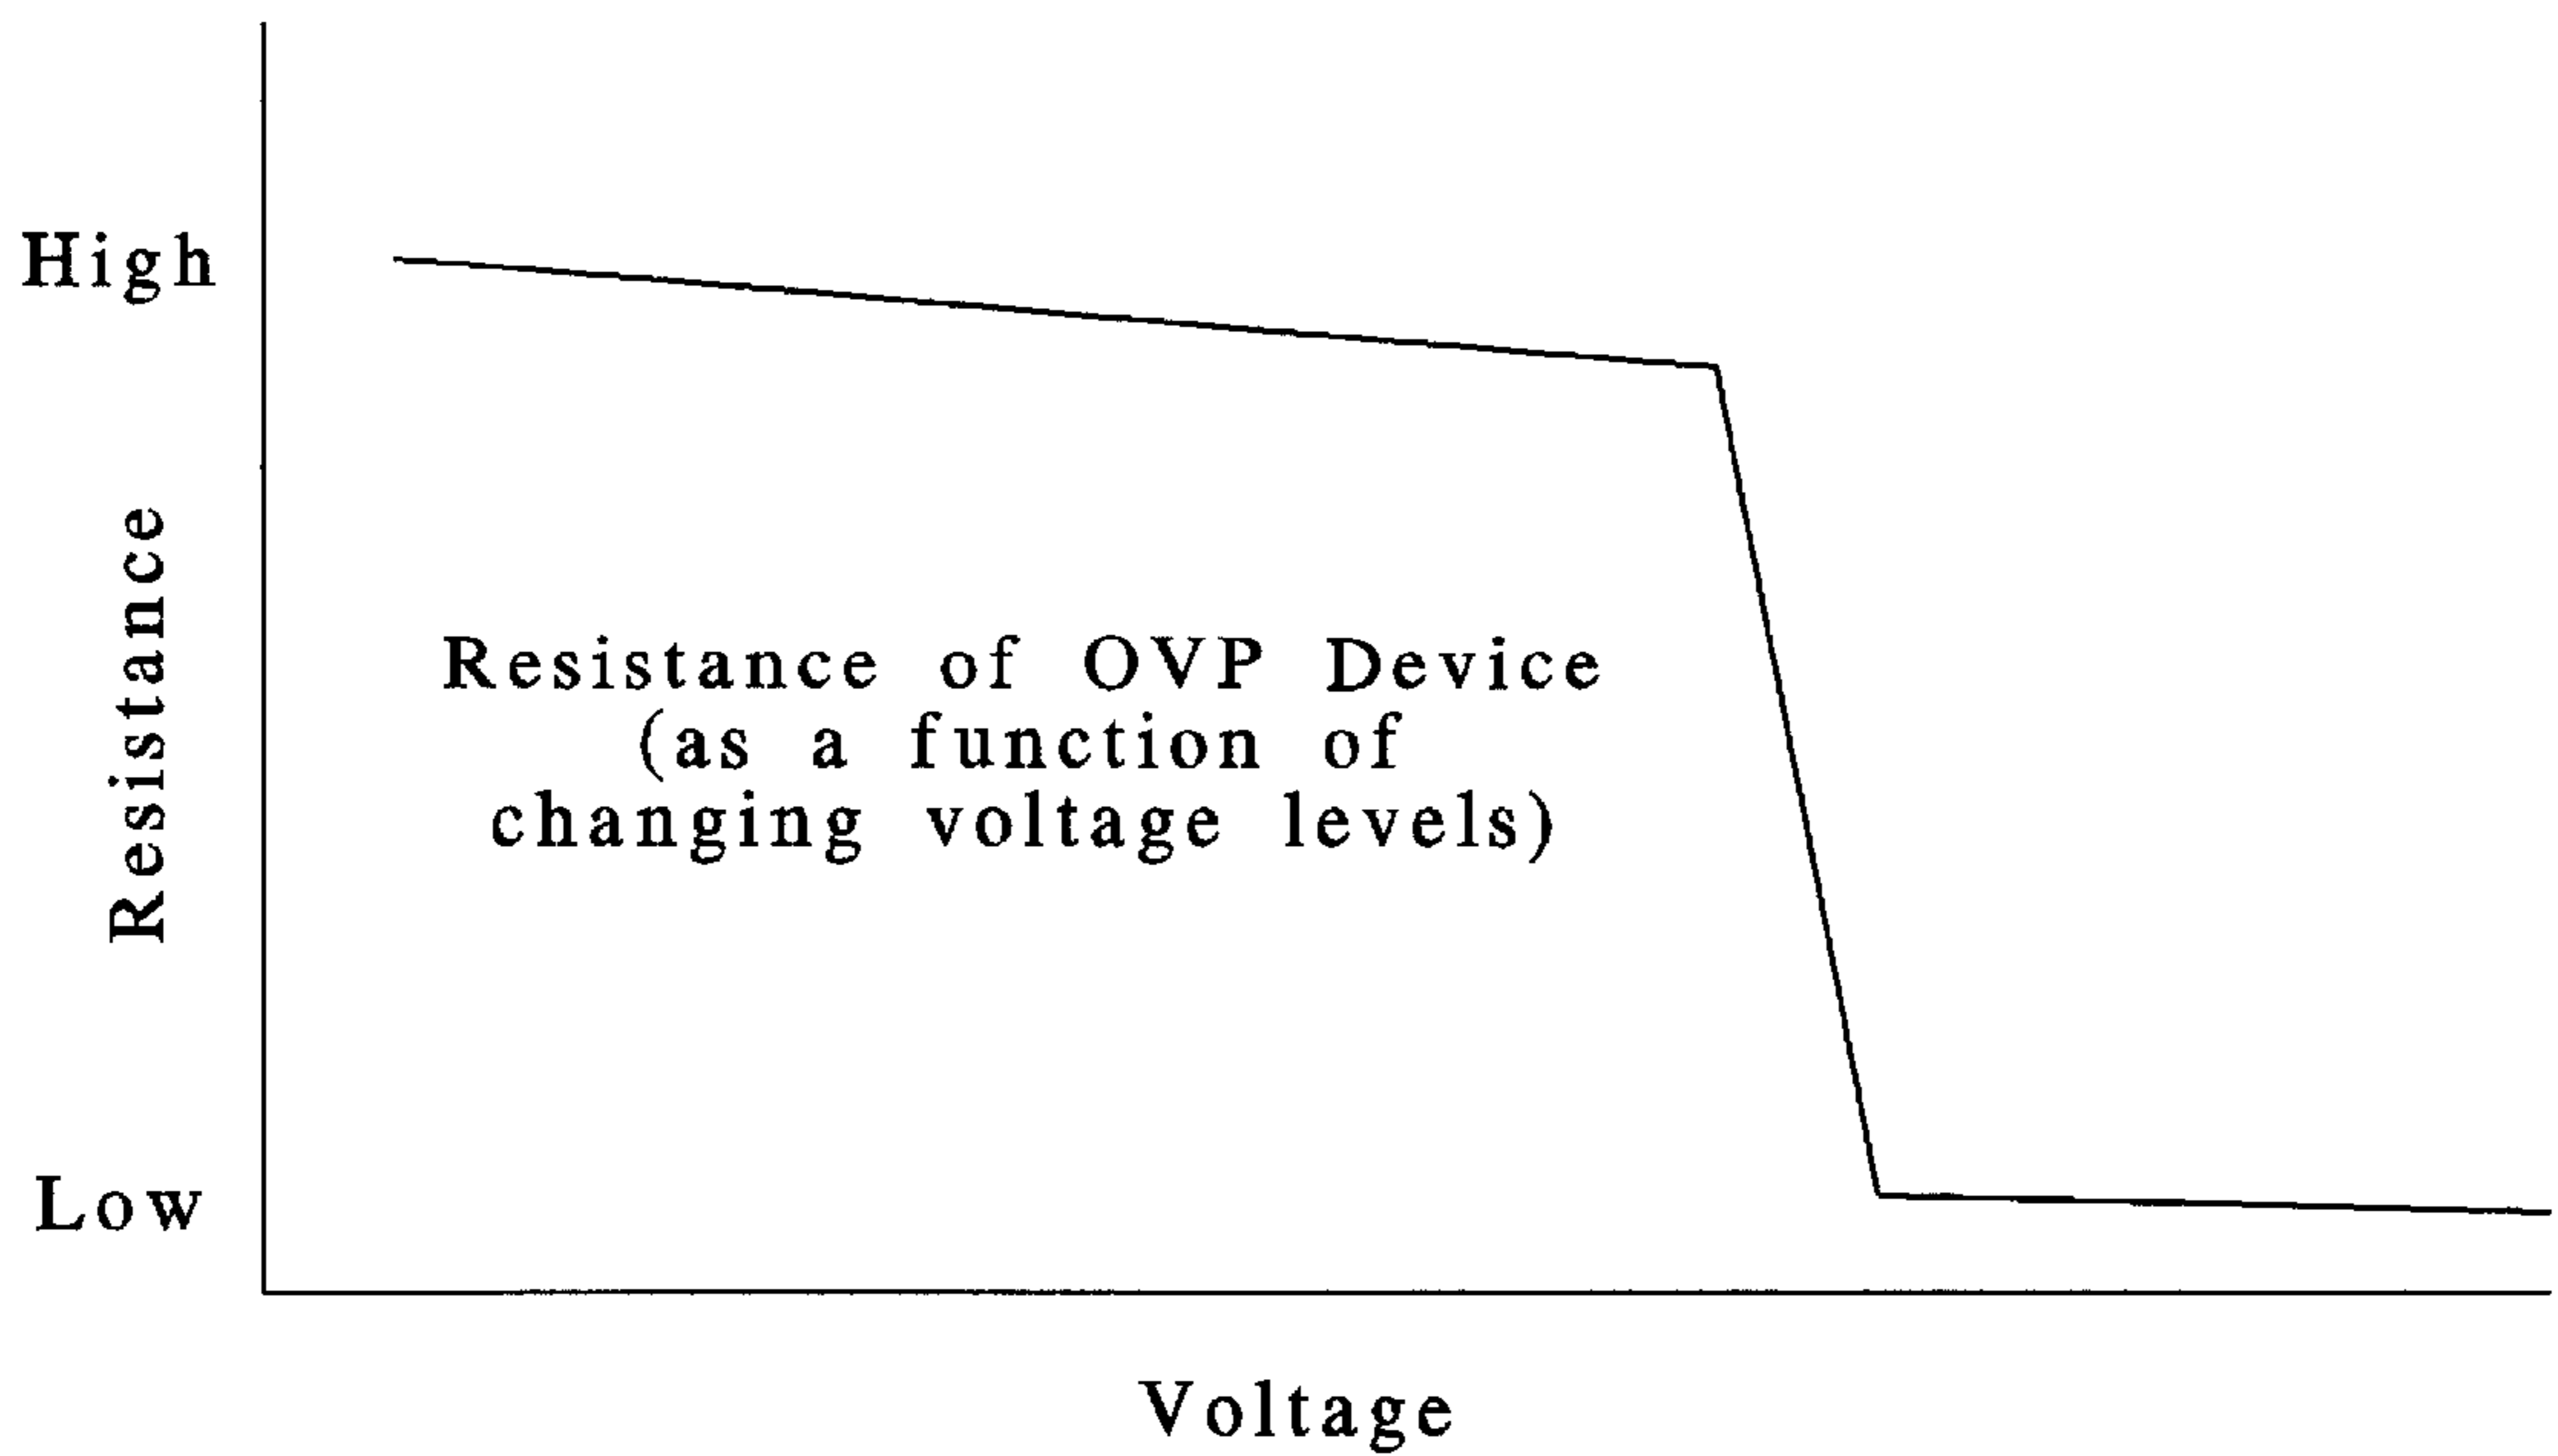 High
Resistance
Resistance of OVP Device
(as a function of
changing voltage levels)
Low
Voltage